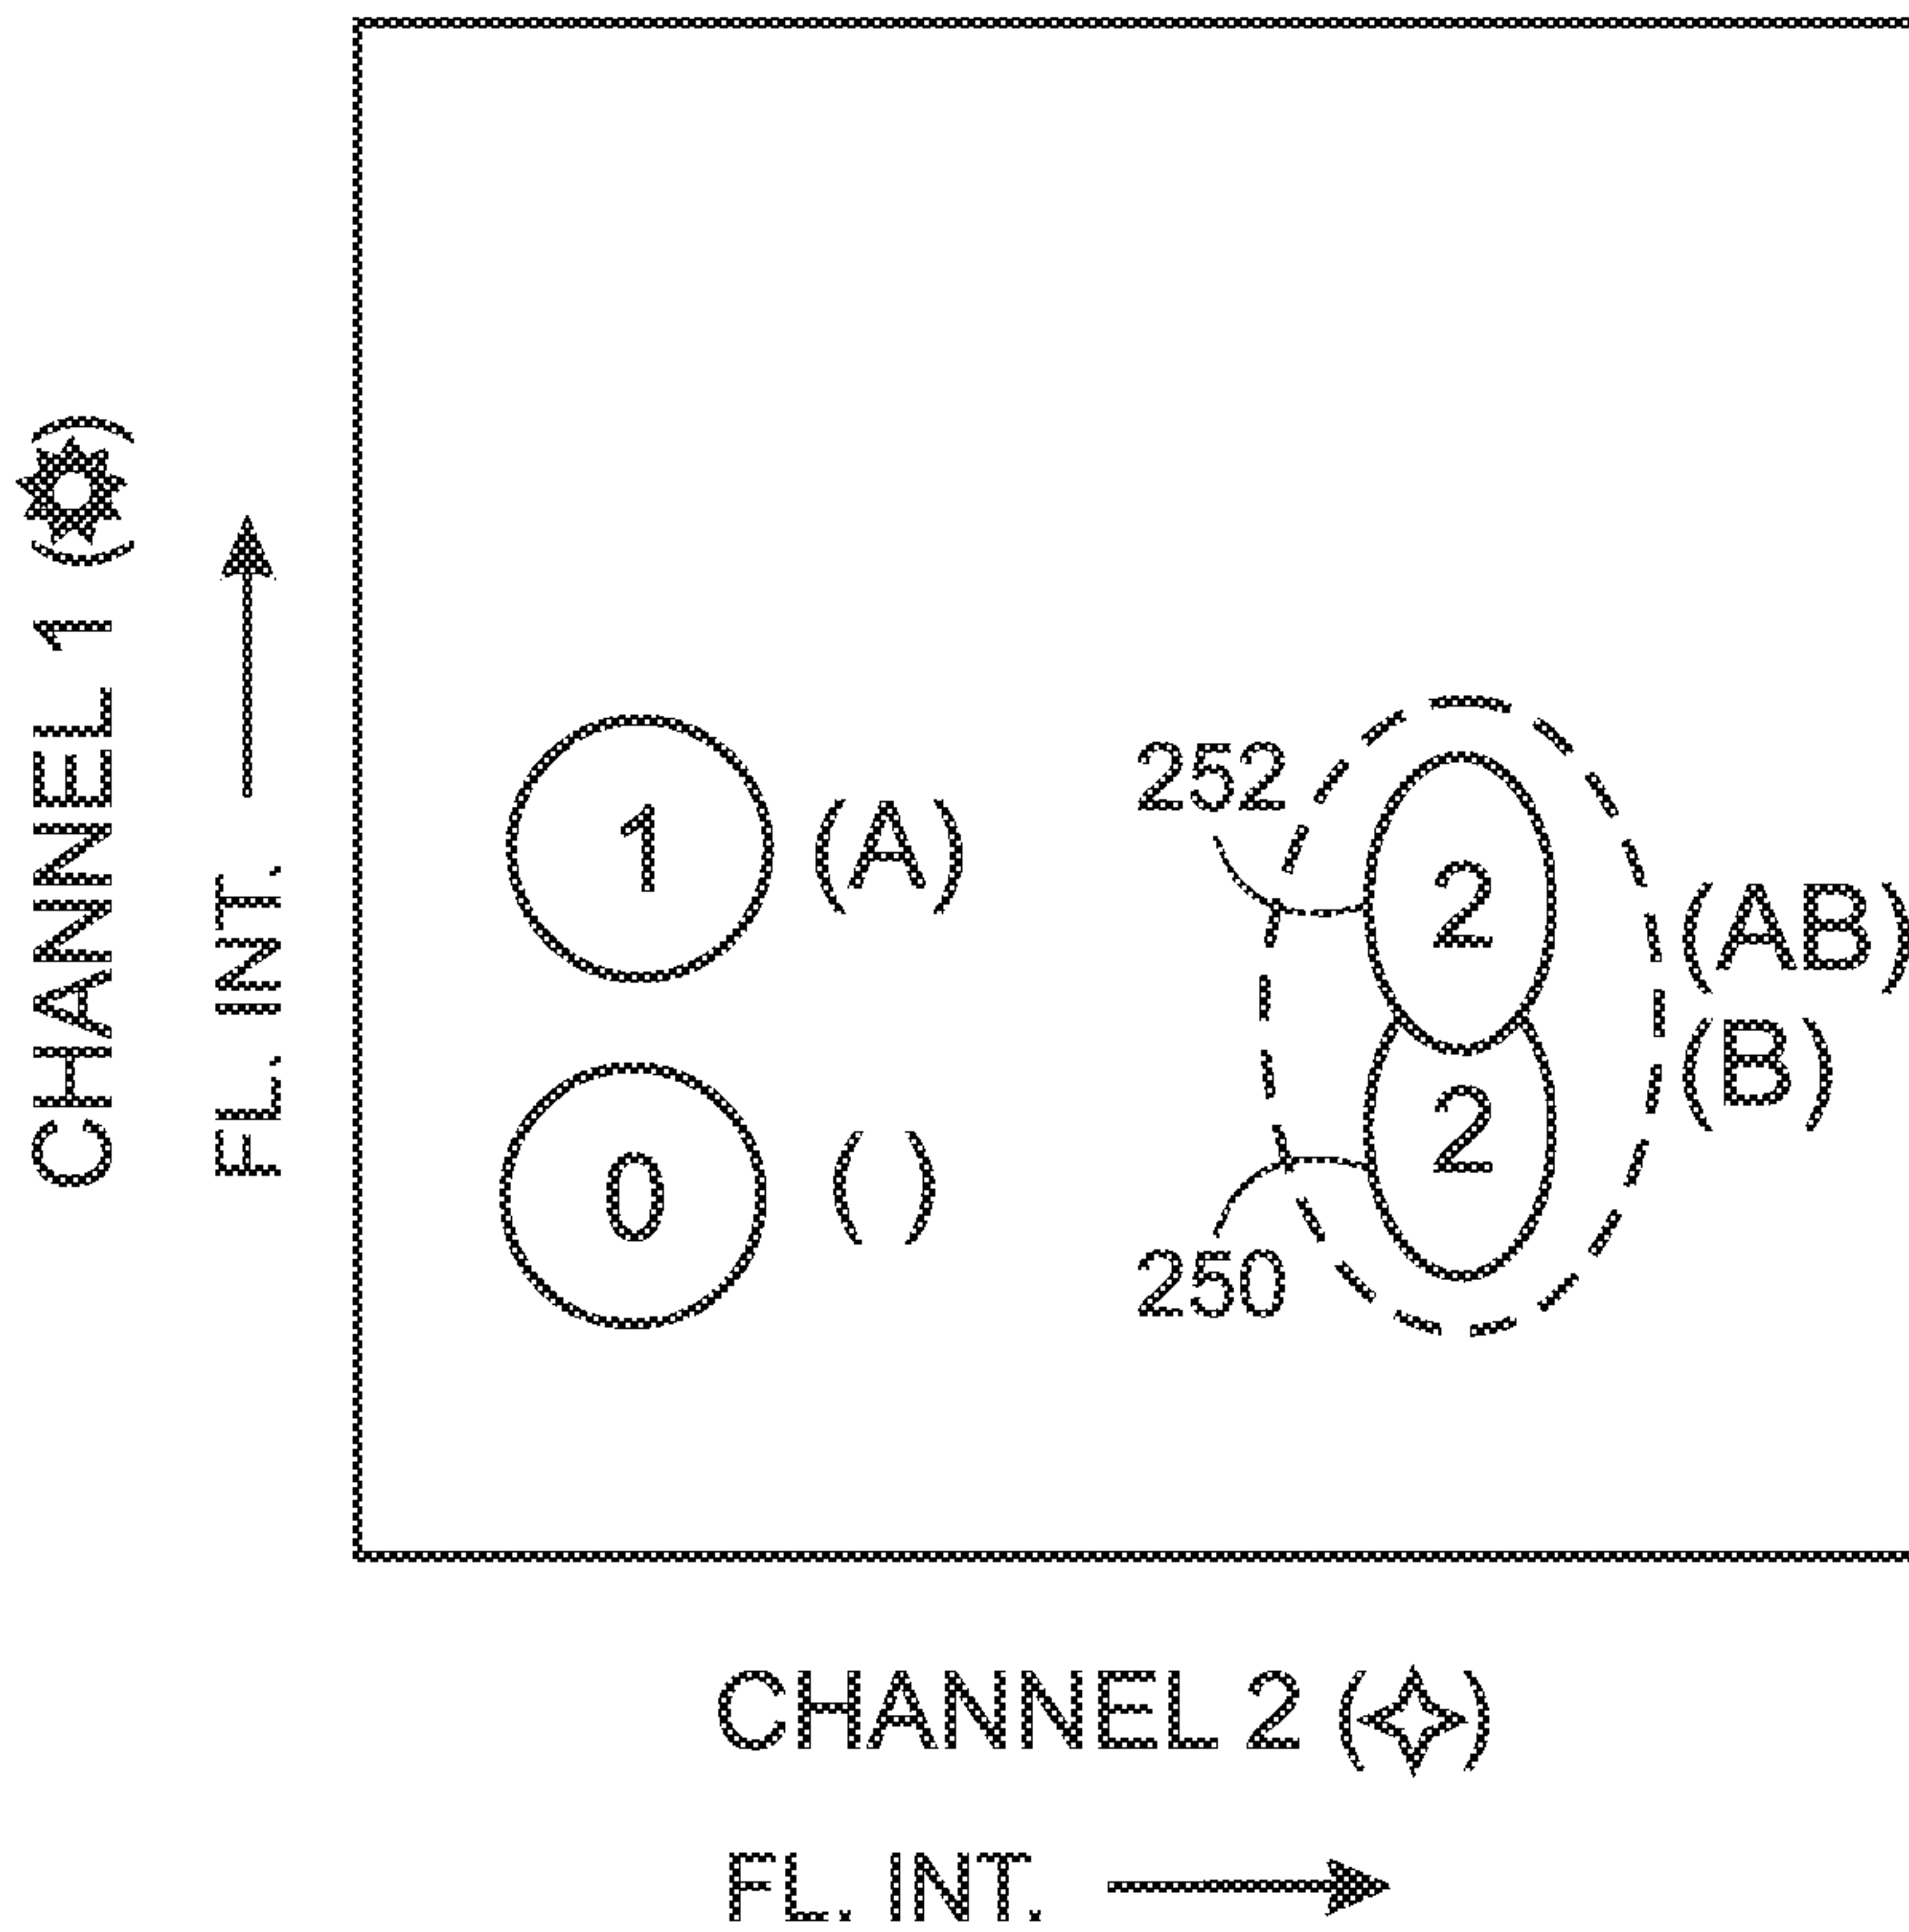 CHANNEL 1 (✹)
FL. INT.
252
1 (A)
2
(AB)
(B)
0 ( )
2
250
CHANNEL 2 (✧)
FL. INT.